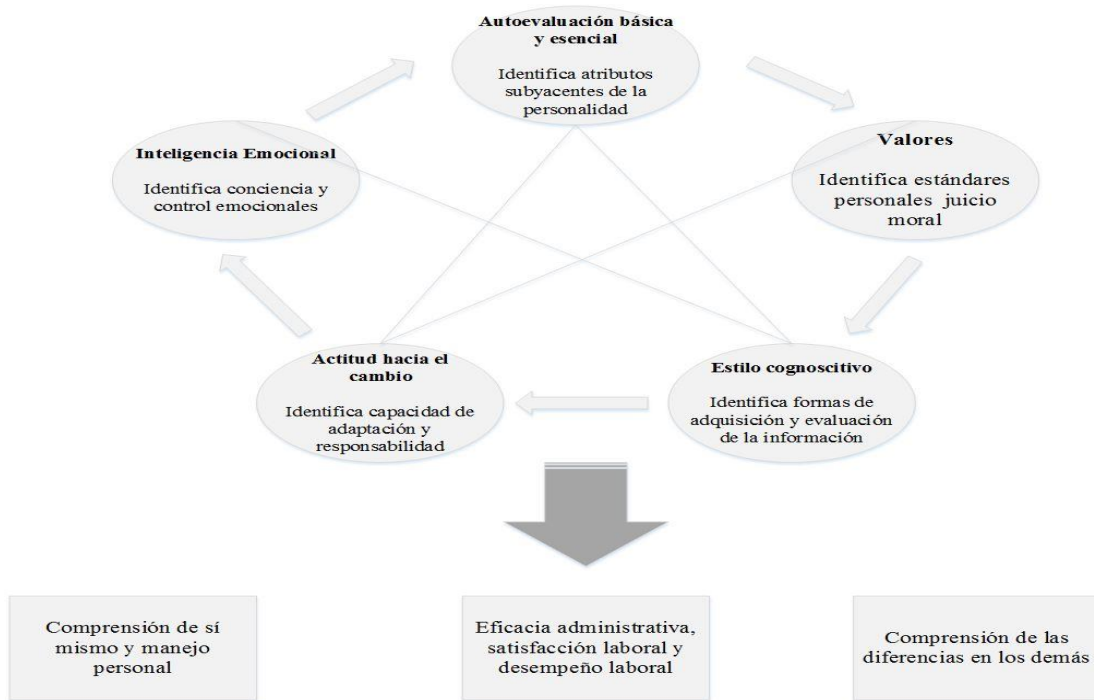 Autoevaluación básica
y esencial
Identifica atributos
subyacentes de la
personalidad
Inteligencia Emocional
Identifica conciencia y
control emocionales
Valores
Identifica estándares
personales juicio
moral
Actitud hacia el
cambio
Identifica capacidad de
adaptación y
responsabilidad
Estilo cognoscitivo
Identifica formas de
adquisición y evaluación
de la información
Comprensión de sí
mismo y manejo
personal
Eficacia administrativa,
satisfacción laboral y
desempeño laboral
Comprensión de las
diferencias en los demás